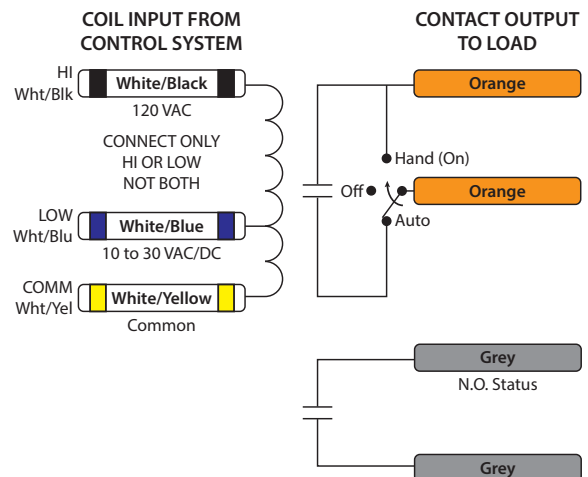 COIL INPUT FROM
CONTROL SYSTEM
HI
Wht/Blk
White/Black
120 VAC
CONNECT ONLY
HI OR LOW
NOT BOTH
LOW
Wht/Blu
White/Blue
10 to 30 VAC/DC
COMM
Wht/Yel
White/Yellow
Common
CONTACT OUTPUT
TO LOAD
Orange
Hand (On)
Off
Orange
Auto
Grey
N.O. Status
Grey